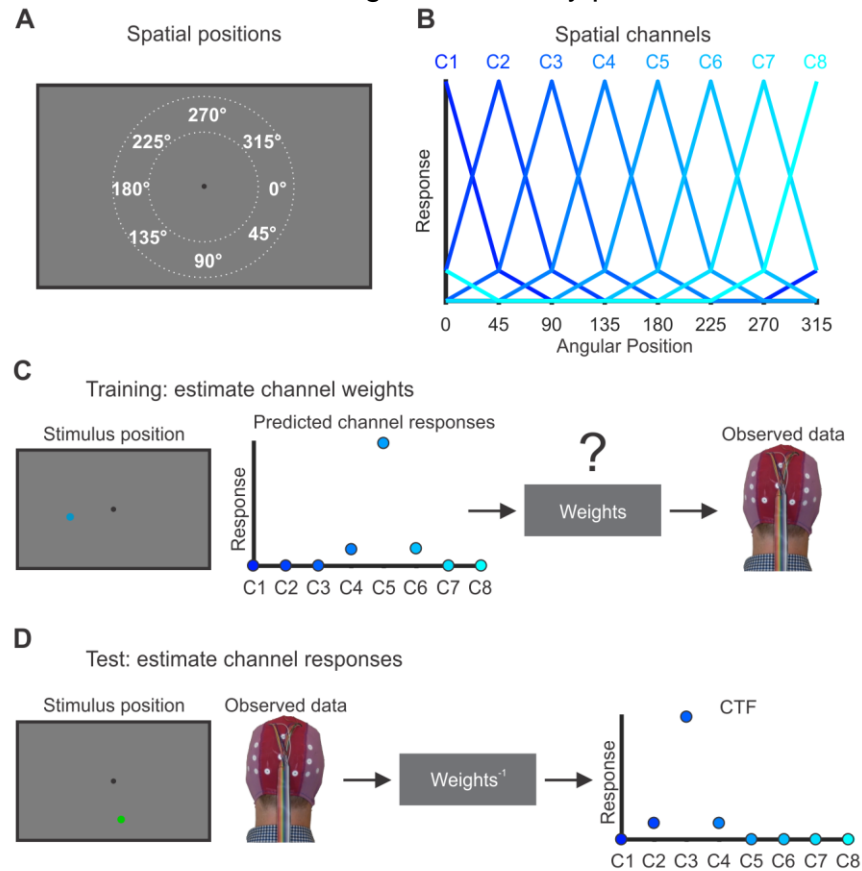 A
Spatial positions
270°
225°
315°
180°
0°
135°
45°
90°
B
Spatial channels
C1 C2 C3 C4 C5 C6 C7 C8
Response
0 45 90 135 180 225 270 315
Angular Position
C
Training: estimate channel weights
Stimulus position
Predicted channel responses
Response
C1 C2 C3 C4 C5 C6 C7 C8
?
Weights
Observed data
D
Test: estimate channel responses
Stimulus position
Observed data
Weights⁻¹
CTF
Response
C1 C2 C3 C4 C5 C6 C7 C8